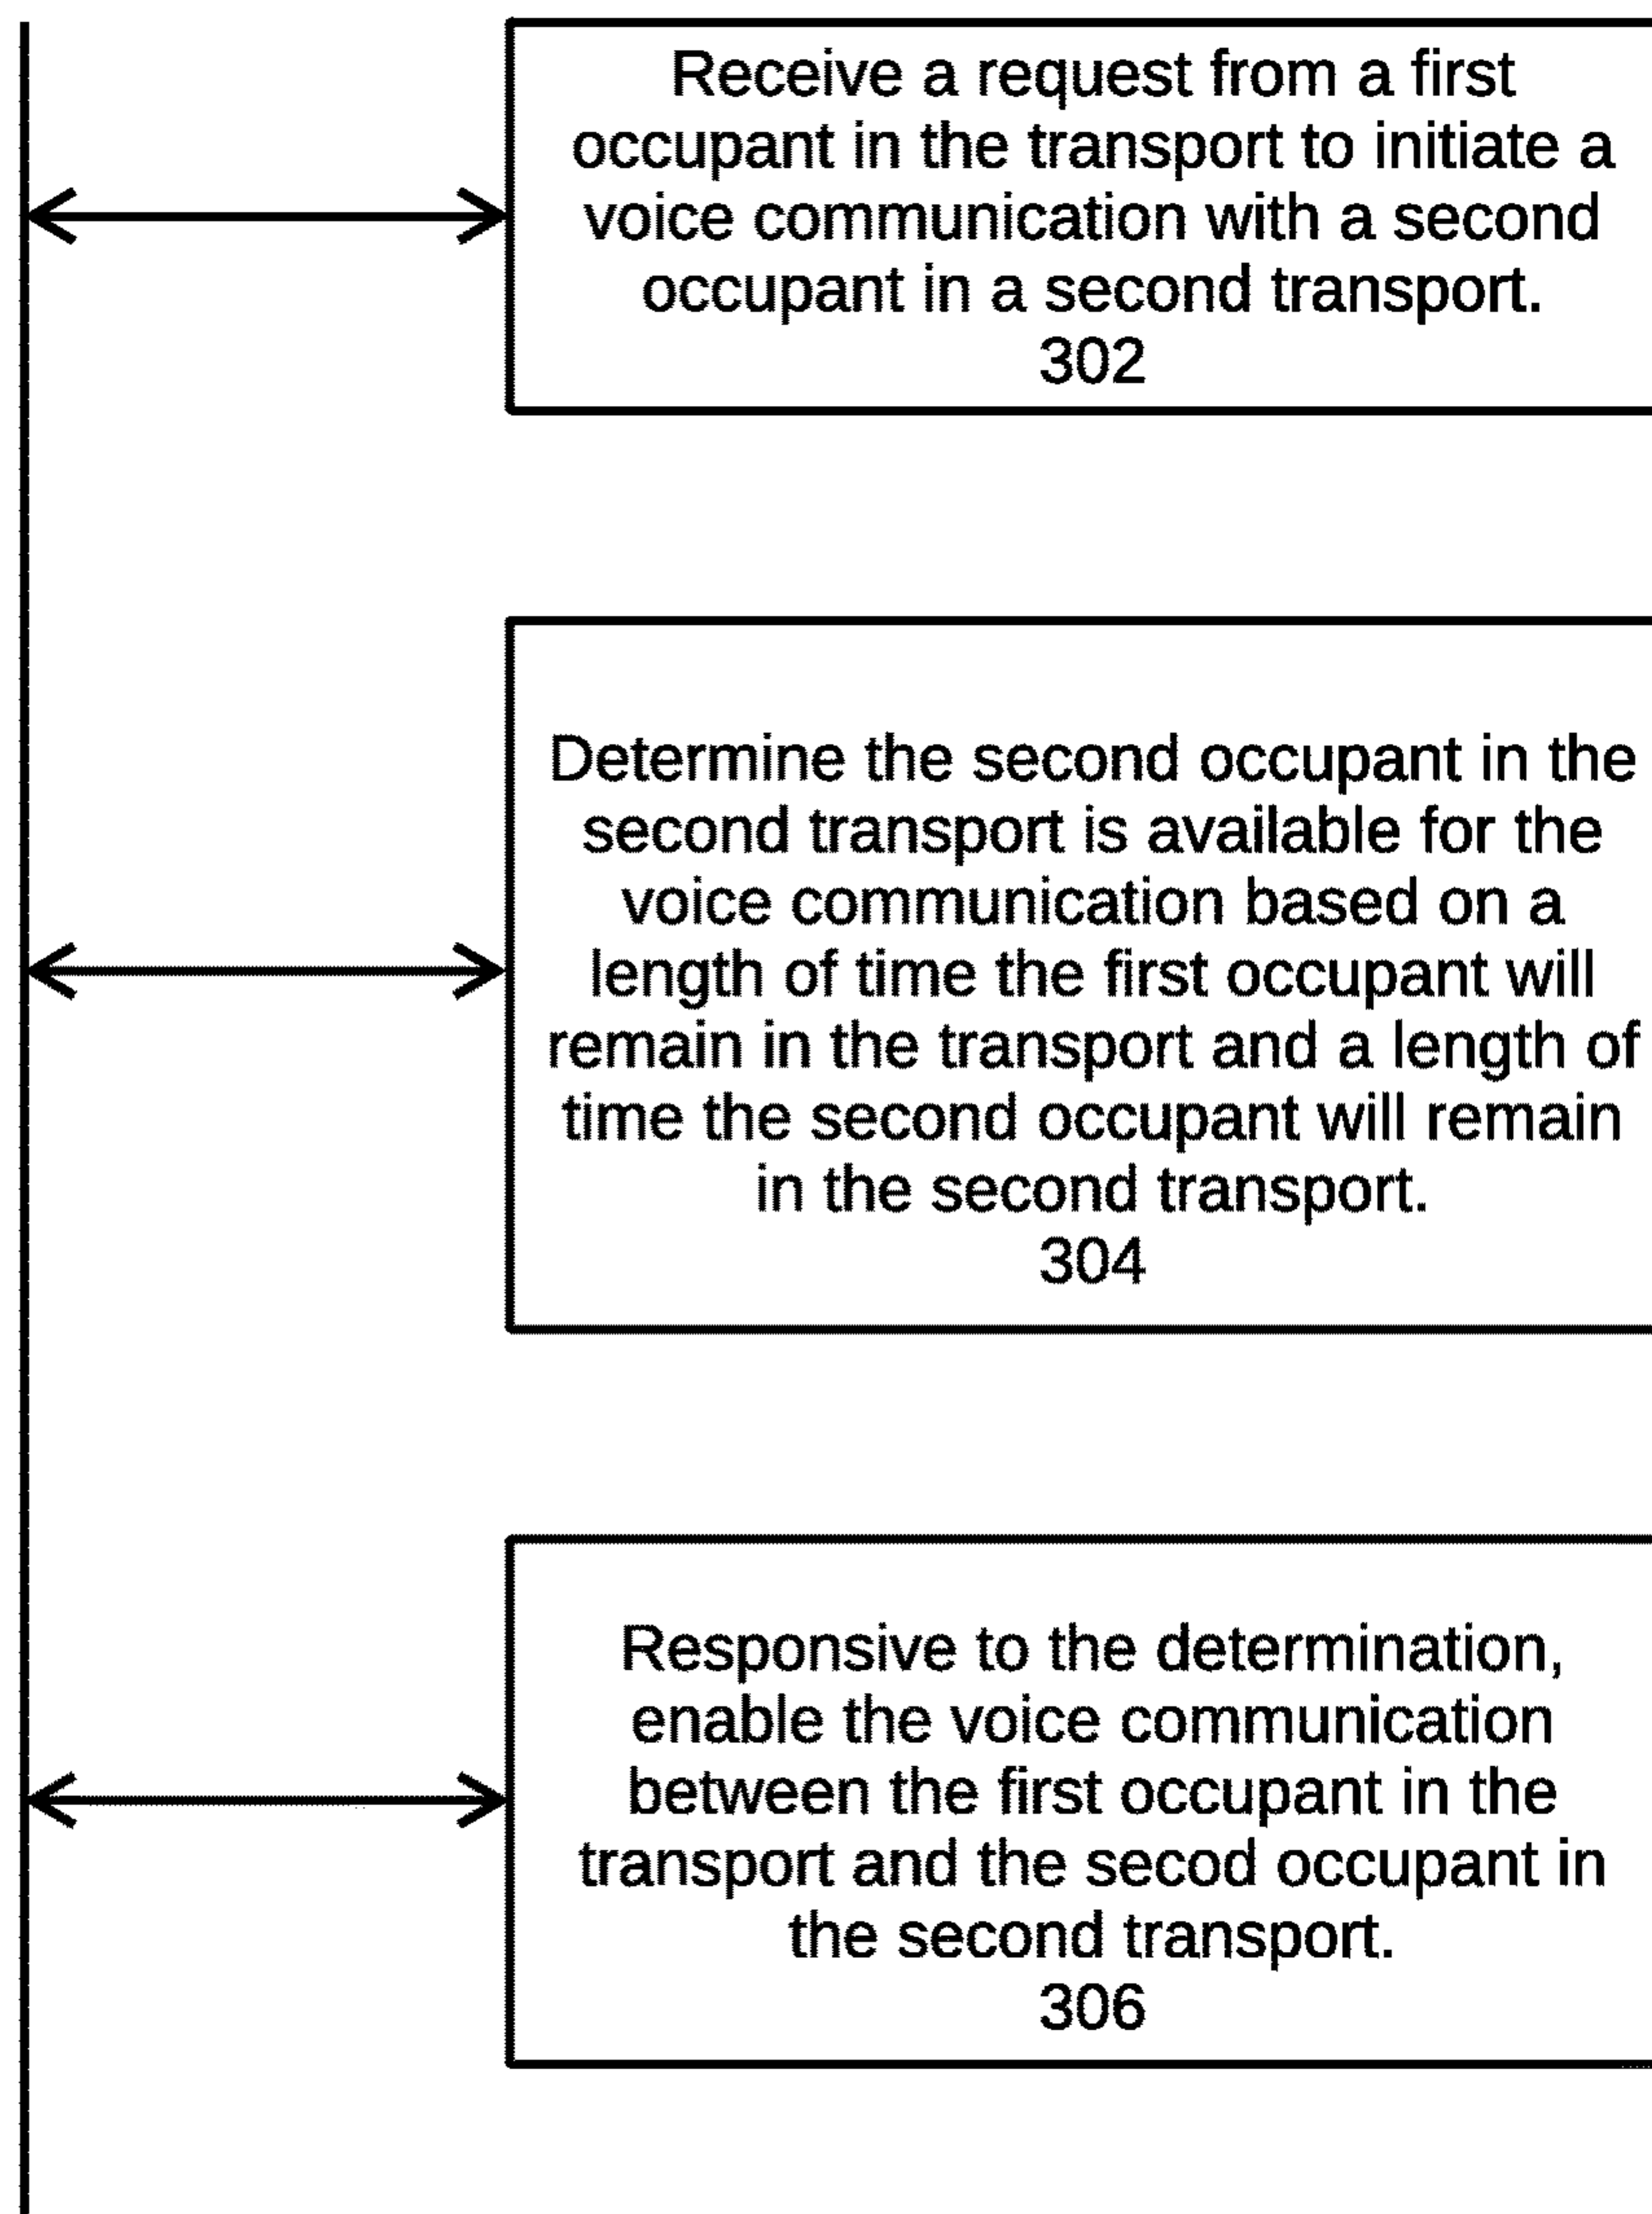 Receive a request from a first
occupant in the transport to initiate a
voice communication with a second
occupant in a second transport.
302
Determine the second occupant in the
second transport is available for the
voice communication based on a
length of time the first occupant will
remain in the transport and a length of
time the second occupant will remain
in the second transport.
304
Responsive to the determination,
enable the voice communication
between the first occupant in the
transport and the secod occupant in
the second transport.
306